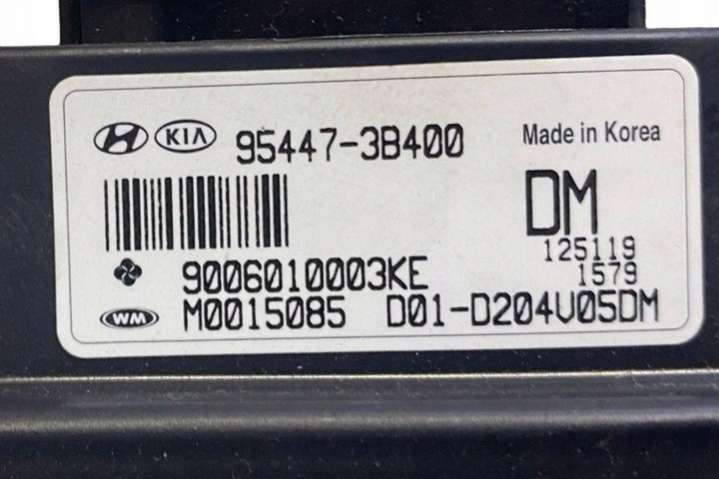 KIA 95447-3B400 Made in Korea
DM
125119
9006010003KE 1579
WM M0015085 D01-D204V05DM